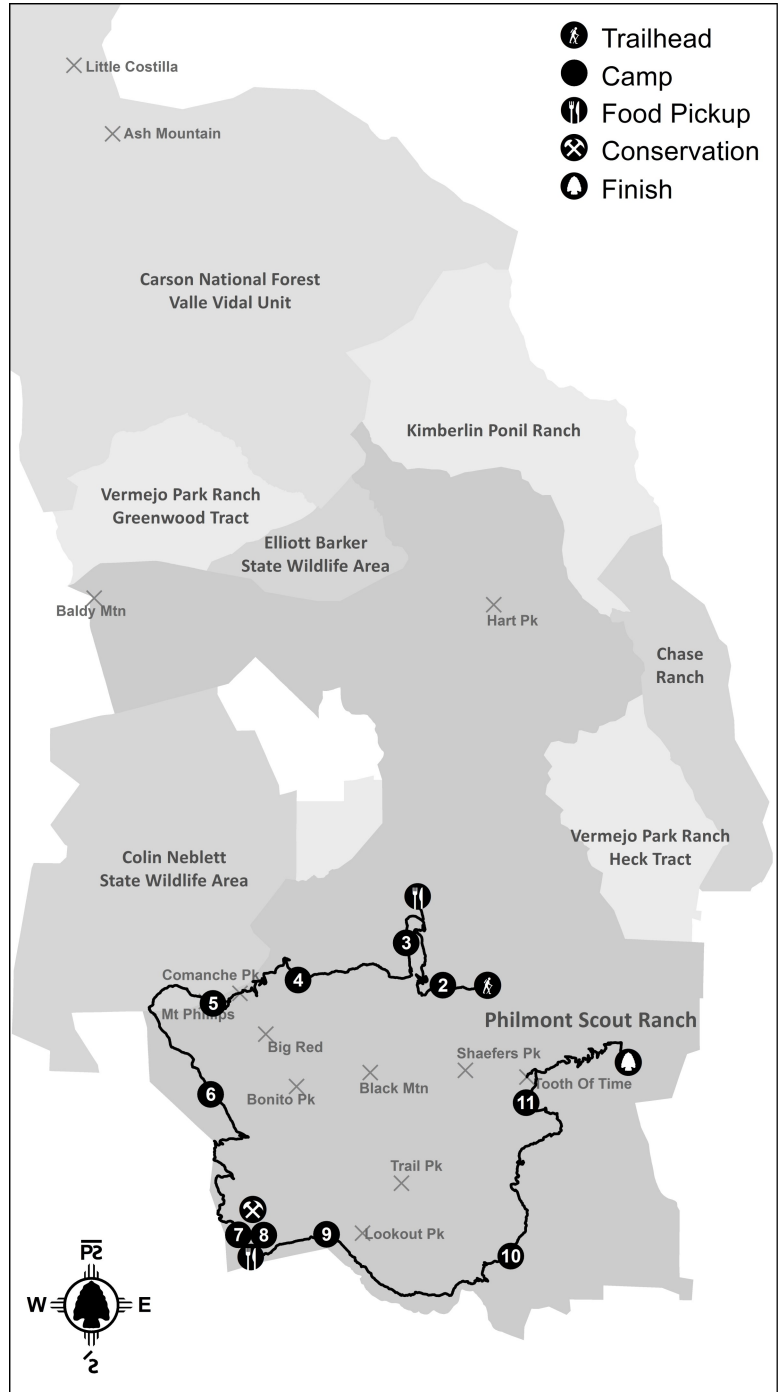 Trailhead
Camp
Food Pickup
Conservation
Finish
Little Costilla
Ash Mountain
Carson National Forest
Valle Vidal Unit
Kimberlin Ponil Ranch
Vermejo Park Ranch
Greenwood Tract
Elliott Barker
State Wildlife Area
Baldy Mtn
Hart Pk
Chase
Ranch
Vermejo Park Ranch
Heck Tract
Colin Neblett
State Wildlife Area
3
Comanche Pk
4
2
5
Mt Phillips
Philmont Scout Ranch
Big Red
Shaefers Pk
Black Mtn
Tooth Of Time
Bonito Pk
6
11
Trail Pk
7
8
9
Lookout Pk
10
W
E